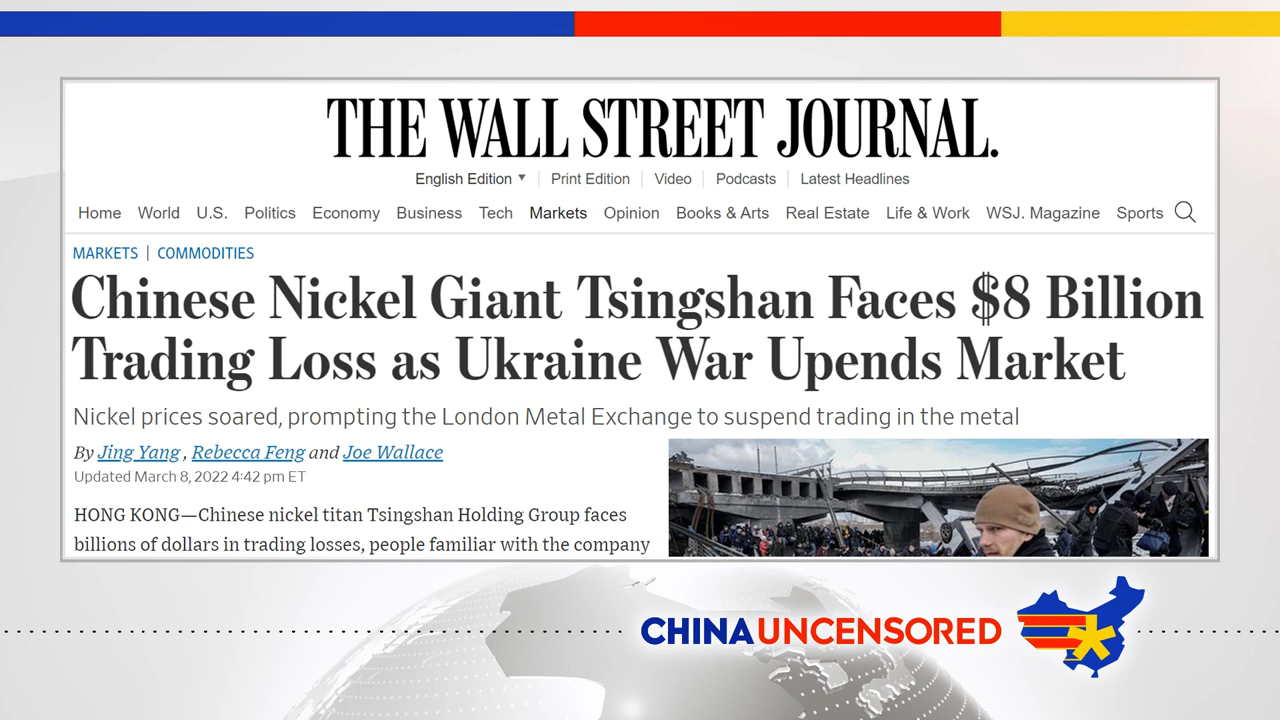 THE WALL STREET JOURNAL.
English Edition Print Edition Video Podcasts Latest Headlines
Home World U.S. Politics Economy Business Tech Markets Opinion Books & Arts Real Estate Life & Work WSJ. Magazine Sports
MARKETS | COMMODITIES
Chinese Nickel Giant Tsingshan Faces $8 Billion
Trading Loss as Ukraine War Upends Market
Nickel prices soared, prompting the London Metal Exchange to suspend trading in the metal
By Jing Yang, Rebecca Feng and Joe Wallace
Updated March 8, 2022 4:42 pm ET
HONG KONG—Chinese nickel titan Tsingshan Holding Group faces
billions of dollars in trading losses, people familiar with the company
CHINA UNCENSORED